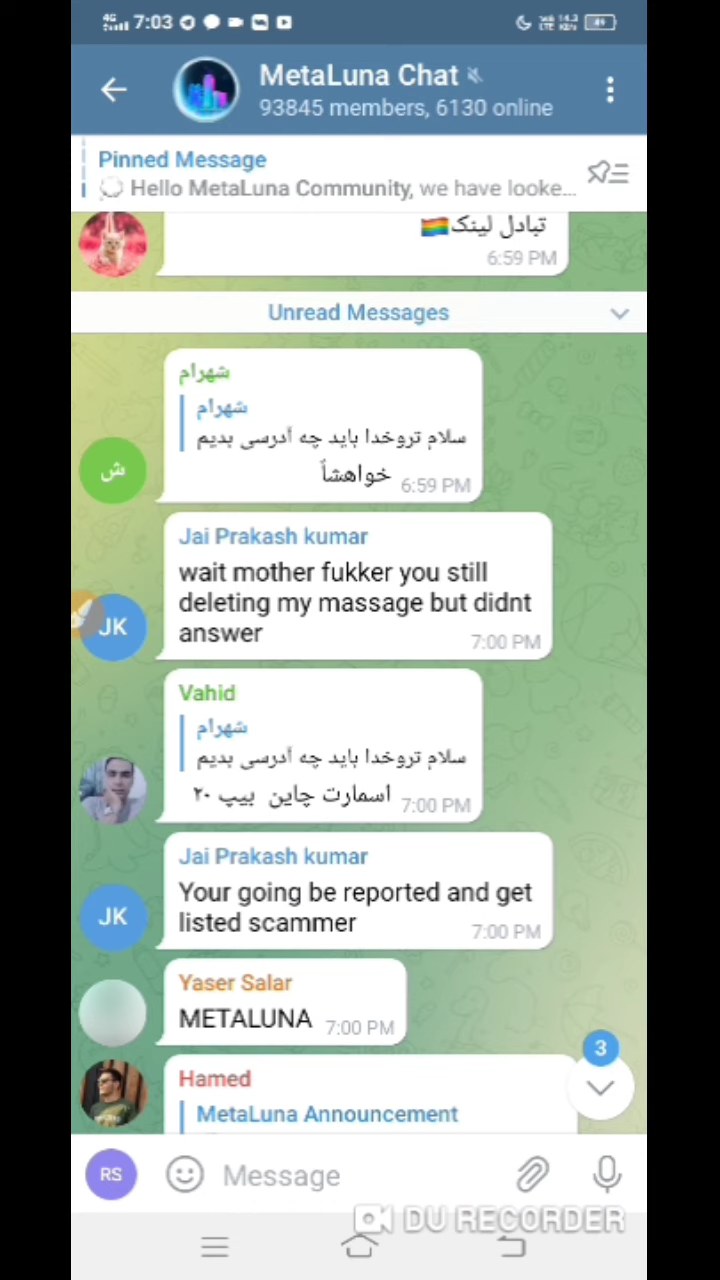 4G 7:03
MetaLuna Chat
93845 members, 6130 online
Pinned Message
Hello MetaLuna Community, we have looke...
تبادل لینک🏳️‍🌈
6:59 PM
Unread Messages
شهرام
شهرام
سلام تروخدا باید چه آدرسی بدیم
خواهشاً
6:59 PM
ش
Jai Prakash kumar
wait mother fukker you still
deleting my massage but didnt
answer
7:00 PM
JK
Vahid
شهرام
سلام تروخدا باید چه آدرسی بدیم
اسمارت چاین بیپ ۲۰
7:00 PM
Jai Prakash kumar
Your going be reported and get
listed scammer
7:00 PM
JK
Yaser Salar
METALUNA
7:00 PM
3
Hamed
MetaLuna Announcement
RS
Message
DU RECORDER